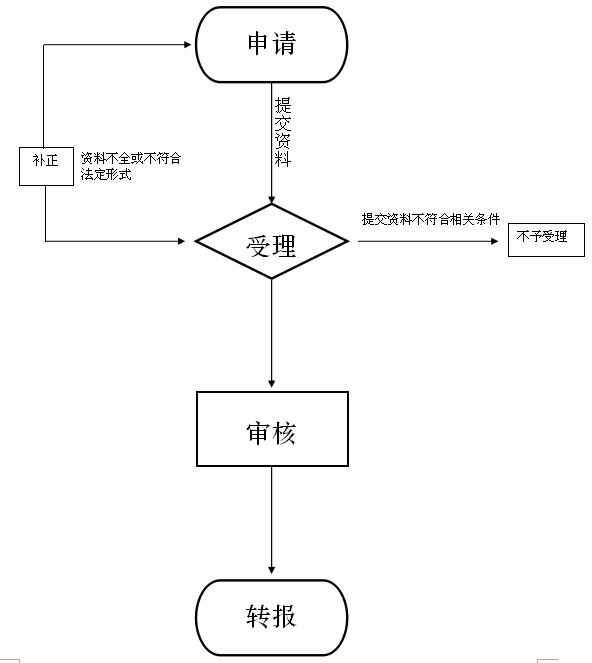 申请
提交资料
补正
资料不全或不符合
法定形式
提交资料不符合相关条件
受理
不予受理
审核
转报